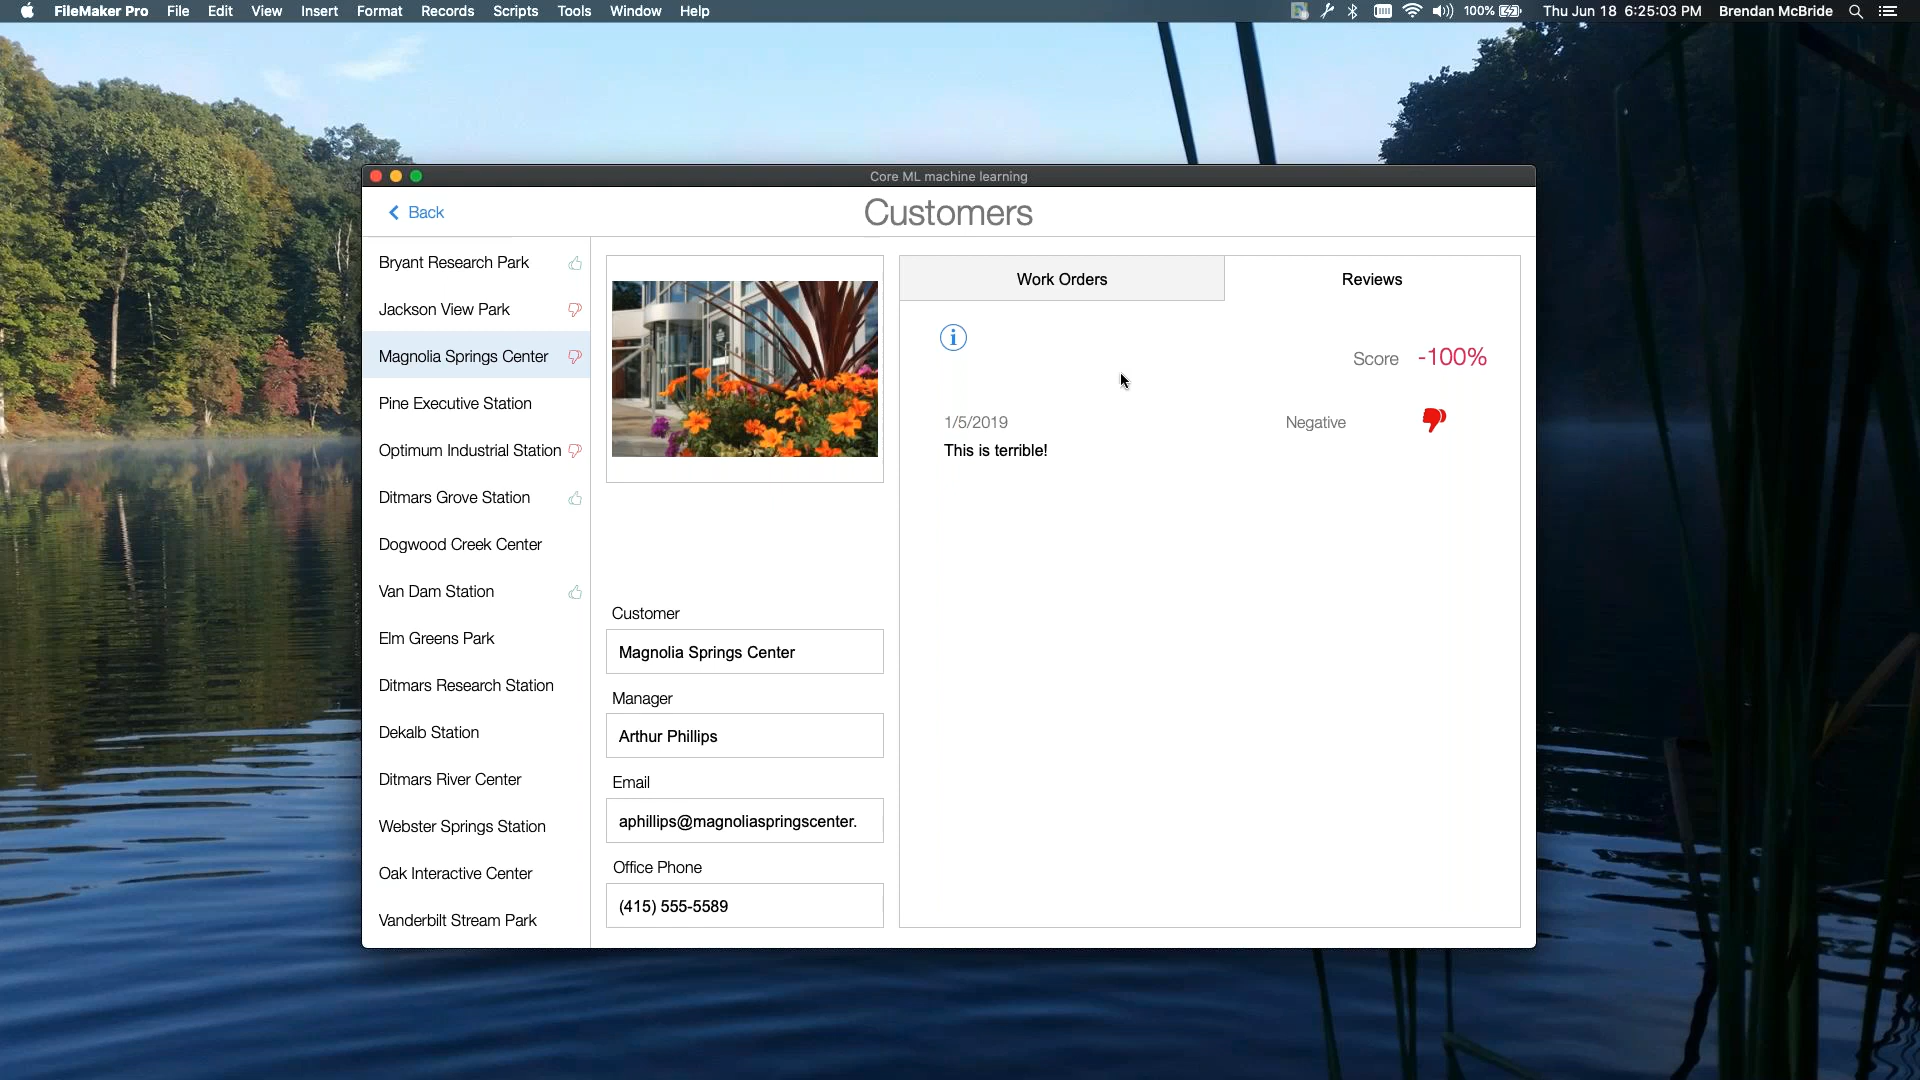 FileMaker Pro File Edit View Insert Format Records Scripts Tools Window Help 100% Thu Jun 18 6:25:03 PM Brendan McBride
Core ML machine learning
Back
Customers
Bryant Research Park
Jackson View Park
Magnolia Springs Center
Pine Executive Station
Optimum Industrial Station
Ditmars Grove Station
Dogwood Creek Center
Van Dam Station
Elm Greens Park
Ditmars Research Station
Dekalb Station
Ditmars River Center
Webster Springs Station
Oak Interactive Center
Vanderbilt Stream Park
Customer
Magnolia Springs Center
Manager
Arthur Phillips
Email
aphillips@magnoliaspringscenter.
Office Phone
(415) 555-5589
Work Orders
Reviews
i
Score -100%
1/5/2019 Negative
This is terrible!